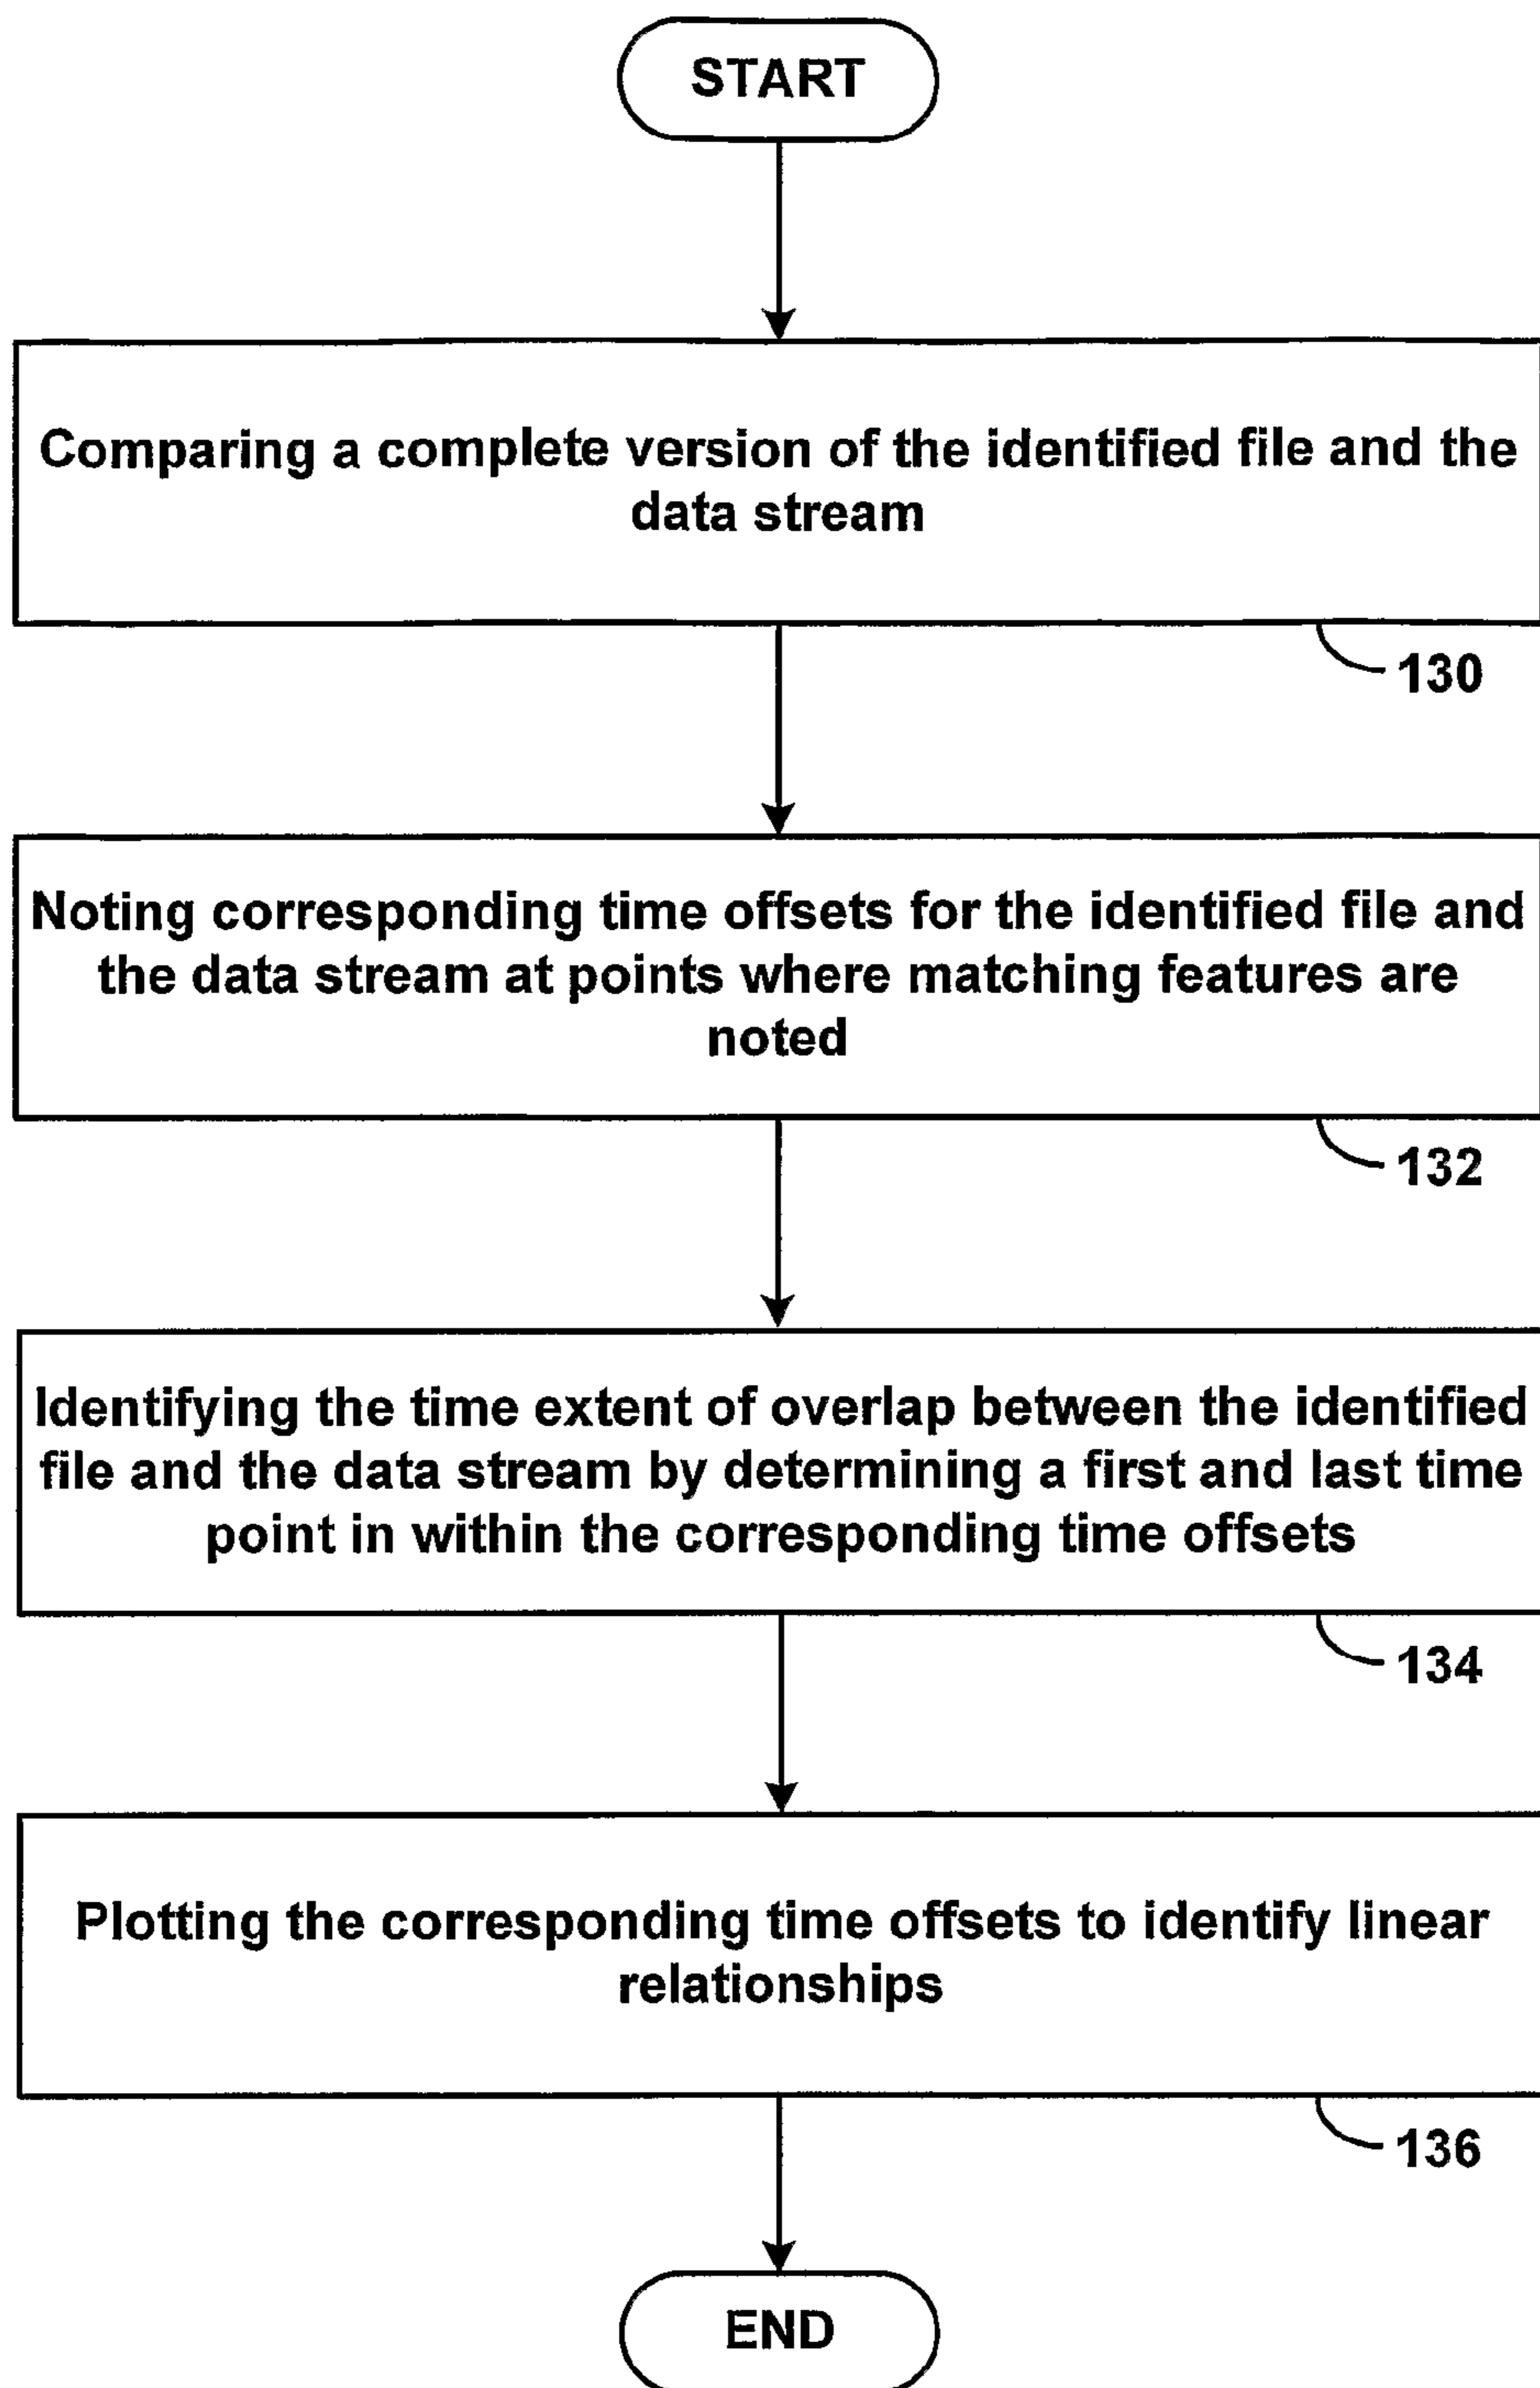 START
Comparing a complete version of the identified file and the
data stream
130
Noting corresponding time offsets for the identified file and
the data stream at points where matching features are
noted
132
Identifying the time extent of overlap between the identified
file and the data stream by determining a first and last time
point in within the corresponding time offsets
134
Plotting the corresponding time offsets to identify linear
relationships
136
END